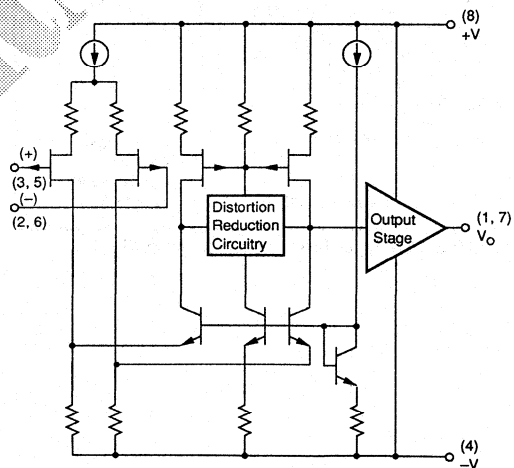 (8)
+V
(+)
(3, 5)
(–)
(2, 6)
Distortion
Reduction
Circuitry
Output
Stage
(1, 7)
Vo
(4)
–V